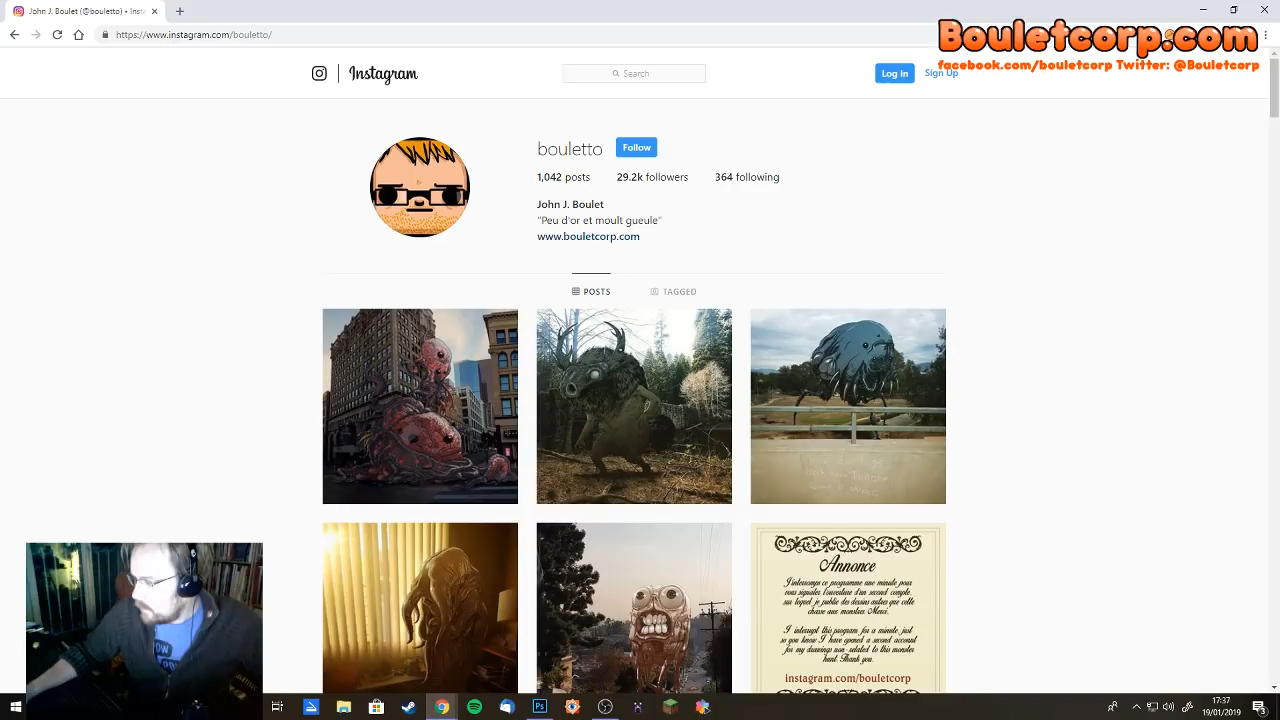 John J. Boulet (@bouletto) • Insta
https://www.instagram.com/bouletto/
Bouletcorp.com
facebook.com/bouletcorp Twitter: @Bouletcorp
Instagram
Search
Log In
Sign Up
bouletto
Follow
1,042 posts
29.2k followers
364 following
John J. Boulet
"Peu d'or et moult gueule"
www.bouletcorp.com
POSTS
TAGGED
Annonce
J'interromps ce programme une minute pour
vous signaler l'ouverture d'un second compte,
sur lequel je publie des dessins autres que cette
chasse aux monstres. Merci.
I interrupt this program for a minute, just
so you know I have opened a second account
for my drawings non-related to this monster
hunt. Thank you.
instagram.com/bouletcorp
17:37
19/01/2019